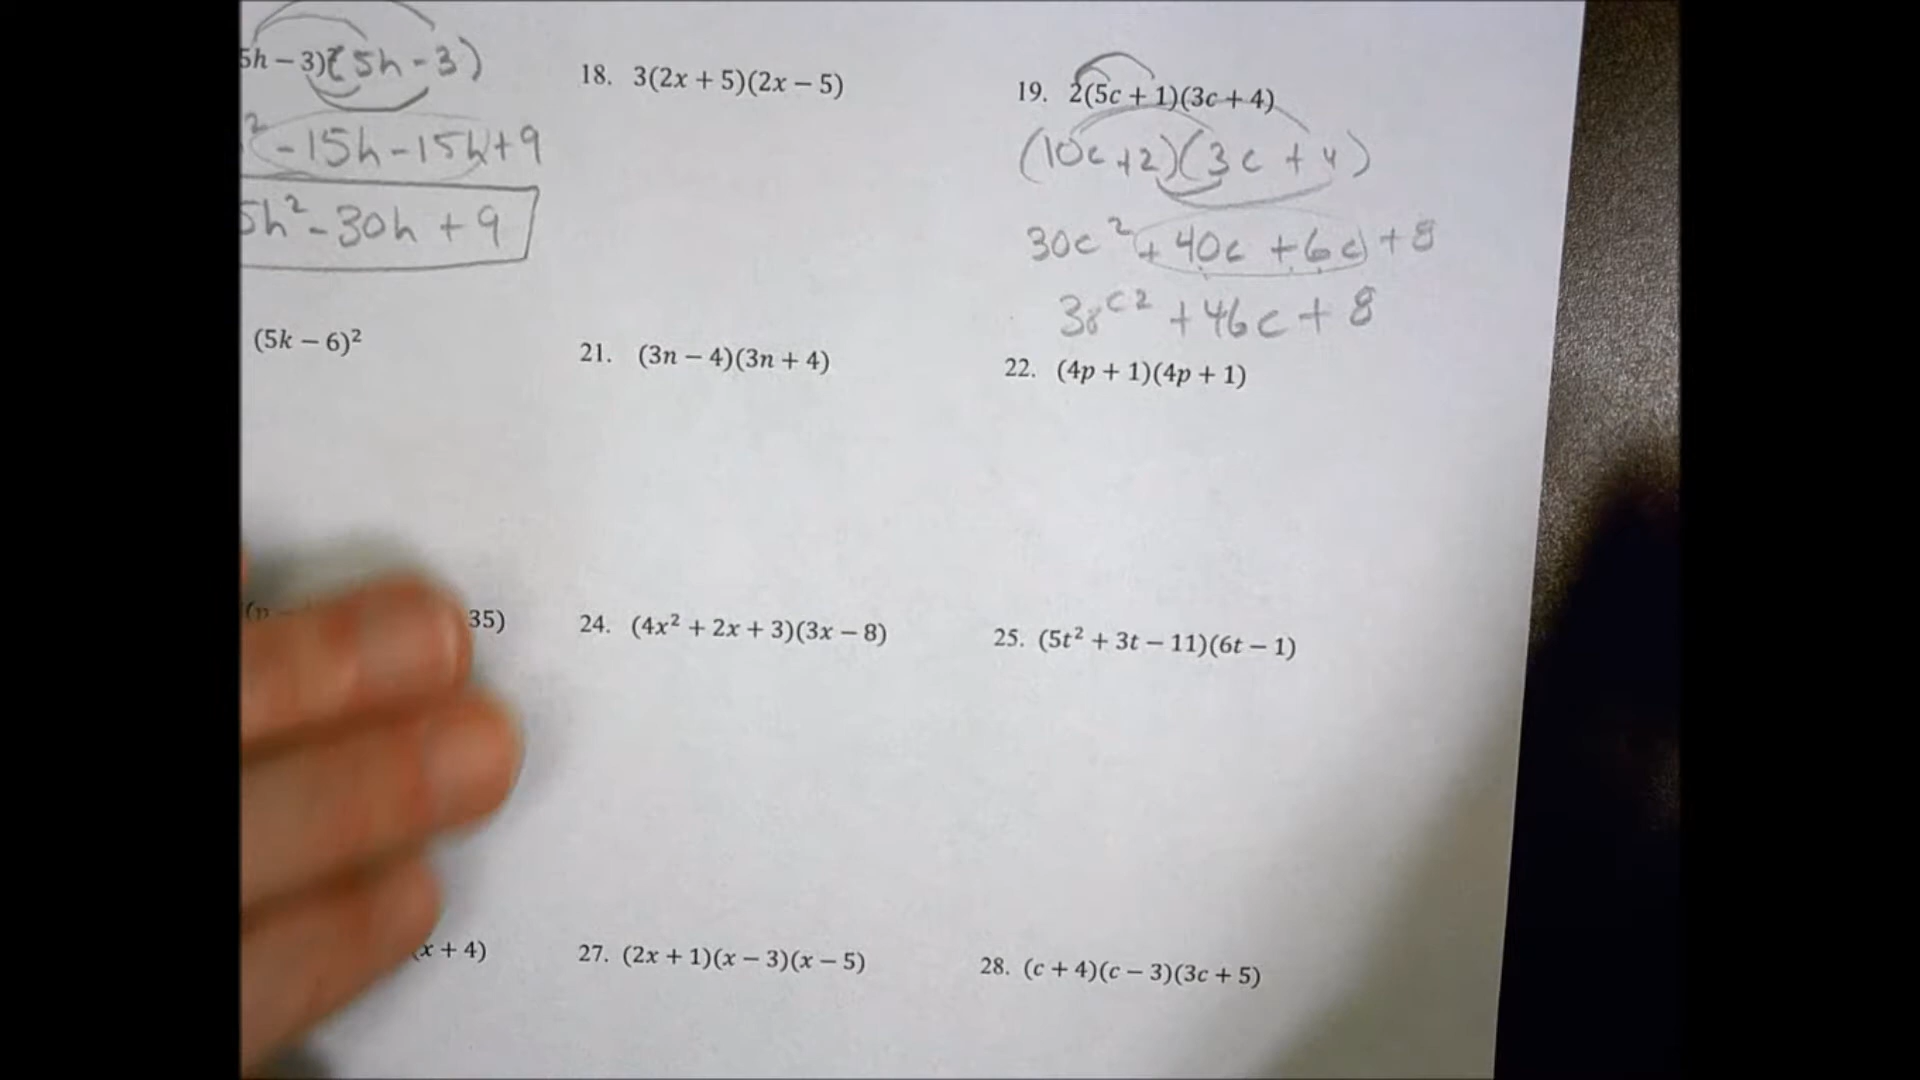 5h − 3)(5h - 3)
² -15h-15h+9
5h² - 30h + 9
18. 3(2x + 5)(2x − 5)
19. 2(5c + 1)(3c + 4)
(10c+2)(3c + 4)
30c² + 40c + 6c + 8
30c² + 46c + 8
(5k − 6)²
21. (3n − 4)(3n + 4)
22. (4p + 1)(4p + 1)
35)
24. (4x² + 2x + 3)(3x − 8)
25. (5t² + 3t − 11)(6t − 1)
x + 4)
27. (2x + 1)(x − 3)(x − 5)
28. (c + 4)(c − 3)(3c + 5)